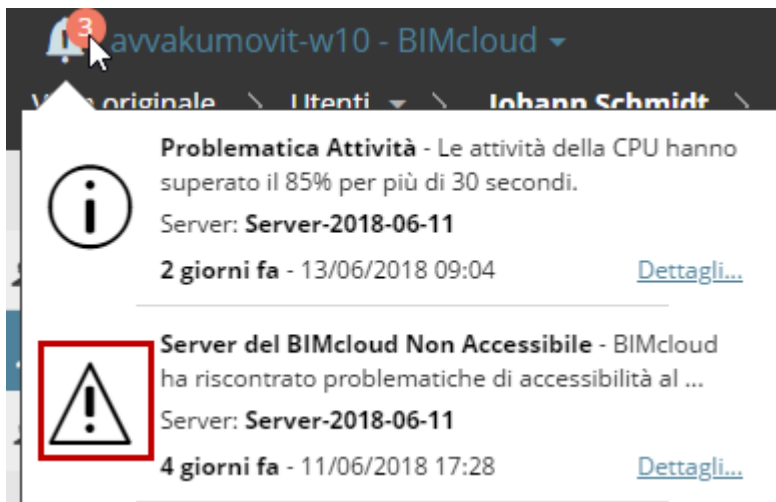 3
avvakumovit-w10 - BIMcloud
originale > Utenti > Johann Schmidt >
Problematica Attività - Le attività della CPU hanno
superato il 85% per più di 30 secondi.
Server: Server-2018-06-11
2 giorni fa - 13/06/2018 09:04 Dettagli...
Server del BIMcloud Non Accessibile - BIMcloud
ha riscontrato problematiche di accessibilità al ...
Server: Server-2018-06-11
4 giorni fa - 11/06/2018 17:28 Dettagli...